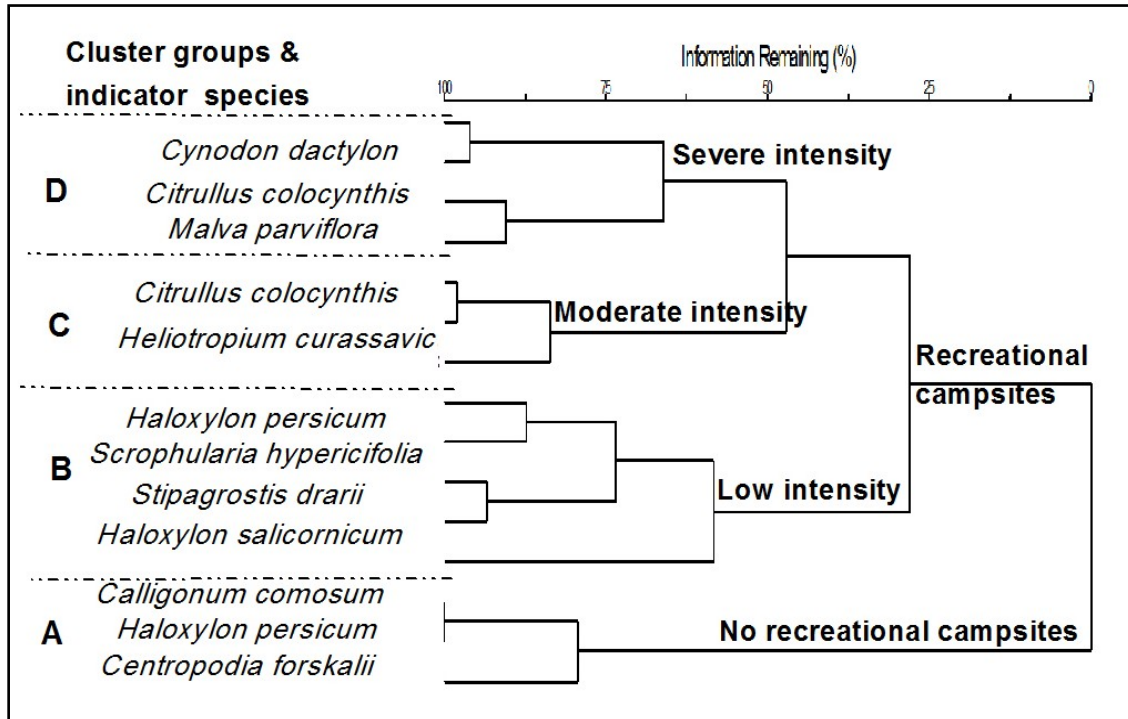 Cluster groups &
indicator species
Information Remaining (%)
100 75 50 25 0
D
Cynodon dactylon
Citrullus colocynthis
Malva parviflora
Severe intensity
C
Citrullus colocynthis
Heliotropium curassavic
Moderate intensity
Recreational
campsites
B
Haloxylon persicum
Scrophularia hypericifolia
Stipagrostis drarii
Haloxylon salicornicum
Low intensity
A
Calligonum comosum
Haloxylon persicum
Centropodia forskalii
No recreational campsites